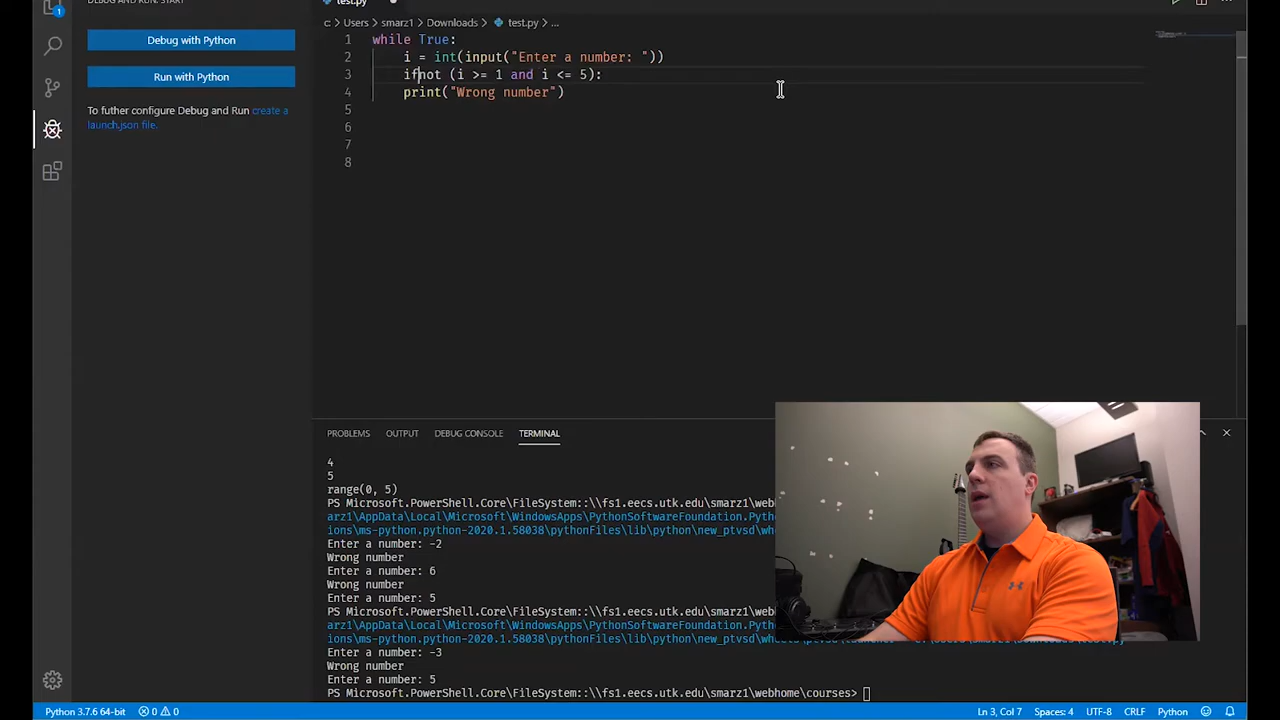 test.py
DEBUG AND RUN: START
1
Debug with Python
Run with Python
To futher configure Debug and Run create a
launch.json file.
c: > Users > smarz1 > Downloads > test.py > ...
1 while True:
2 i = int(input("Enter a number: "))
3 ifnot (i >= 1 and i <= 5):
4 print("Wrong number")
5
6
7
8
PROBLEMS OUTPUT DEBUG CONSOLE TERMINAL
4
5
range(0, 5)
PS Microsoft.PowerShell.Core\FileSystem::\\fs1.eecs.utk.edu\smarz1\webh
arz1\AppData\Local\Microsoft\WindowsApps\PythonSoftwareFoundation.Pyth
ions\ms-python.python-2020.1.58038\pythonFiles\lib\python\new_ptvsd\wh
Enter a number: -2
Wrong number
Enter a number: 6
Wrong number
Enter a number: 5
PS Microsoft.PowerShell.Core\FileSystem::\\fs1.eecs.utk.edu\smarz1\webh
arz1\AppData\Local\Microsoft\WindowsApps\PythonSoftwareFoundation.Pyth
ions\ms-python.python-2020.1.58038\pythonFiles\lib\python\new_ptvsd\whe
Enter a number: -3
Wrong number
Enter a number: 5
PS Microsoft.PowerShell.Core\FileSystem::\\fs1.eecs.utk.edu\smarz1\webhome\courses>
Python 3.7.6 64-bit 0 0 Ln 3, Col 7 Spaces: 4 UTF-8 CRLF Python